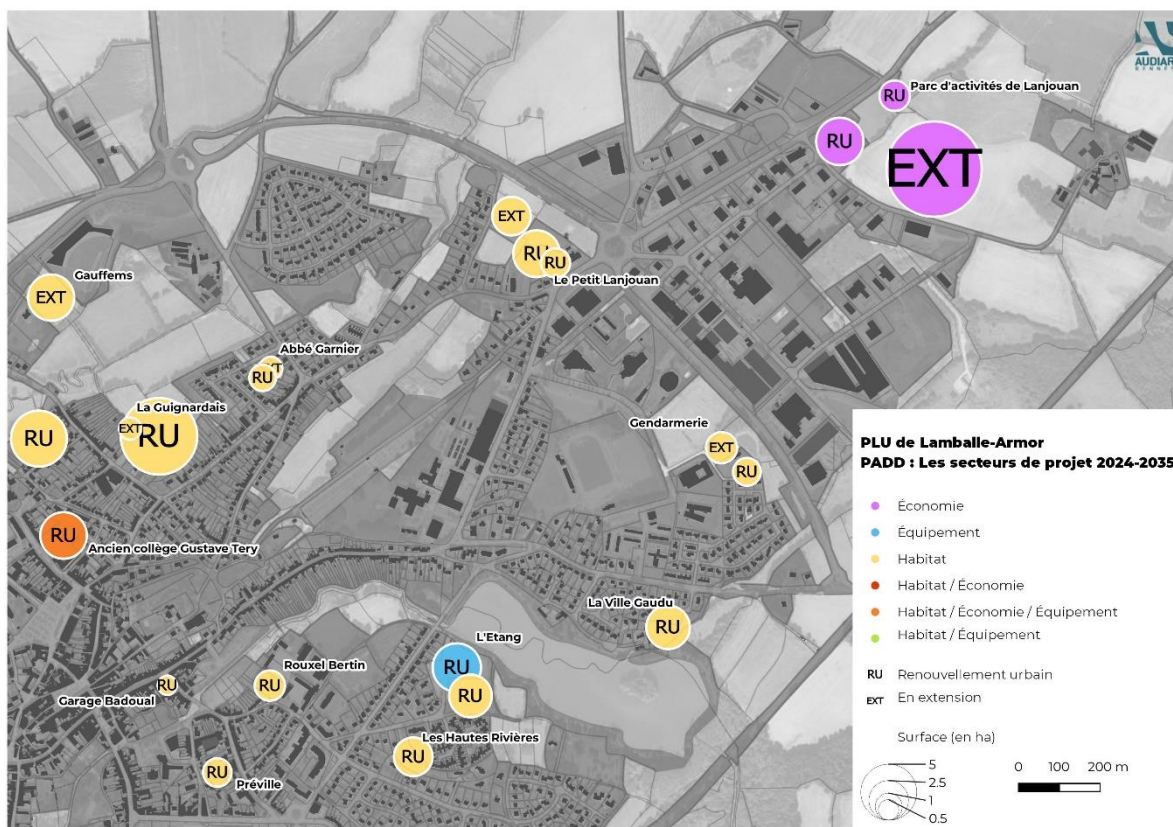 AUDIAR
RENNES
Parc d'activités de Lanjouan
RU
RU
EXT
EXT
RU
RU
Le Petit Lanjouan
Gauffems
EXT
Abbé Garnier
EXT
RU
La Guignardais
EXT
RU
RU
Gendarmerie
EXT
RU
RU
Ancien collège Gustave Tery
La Ville Gaudu
RU
L'Etang
RU
RU
Rouxel Bertin
RU
Garage Badoual
RU
Les Hautes Rivières
RU
RU
Préville
PLU de Lamballe-Armor
PADD : Les secteurs de projet 2024-2035
Économie
Équipement
Habitat
Habitat / Économie
Habitat / Économie / Équipement
Habitat / Équipement
RU Renouvellement urbain
EXT En extension
Surface (en ha)
5
2.5
1
0.5
0 100 200 m